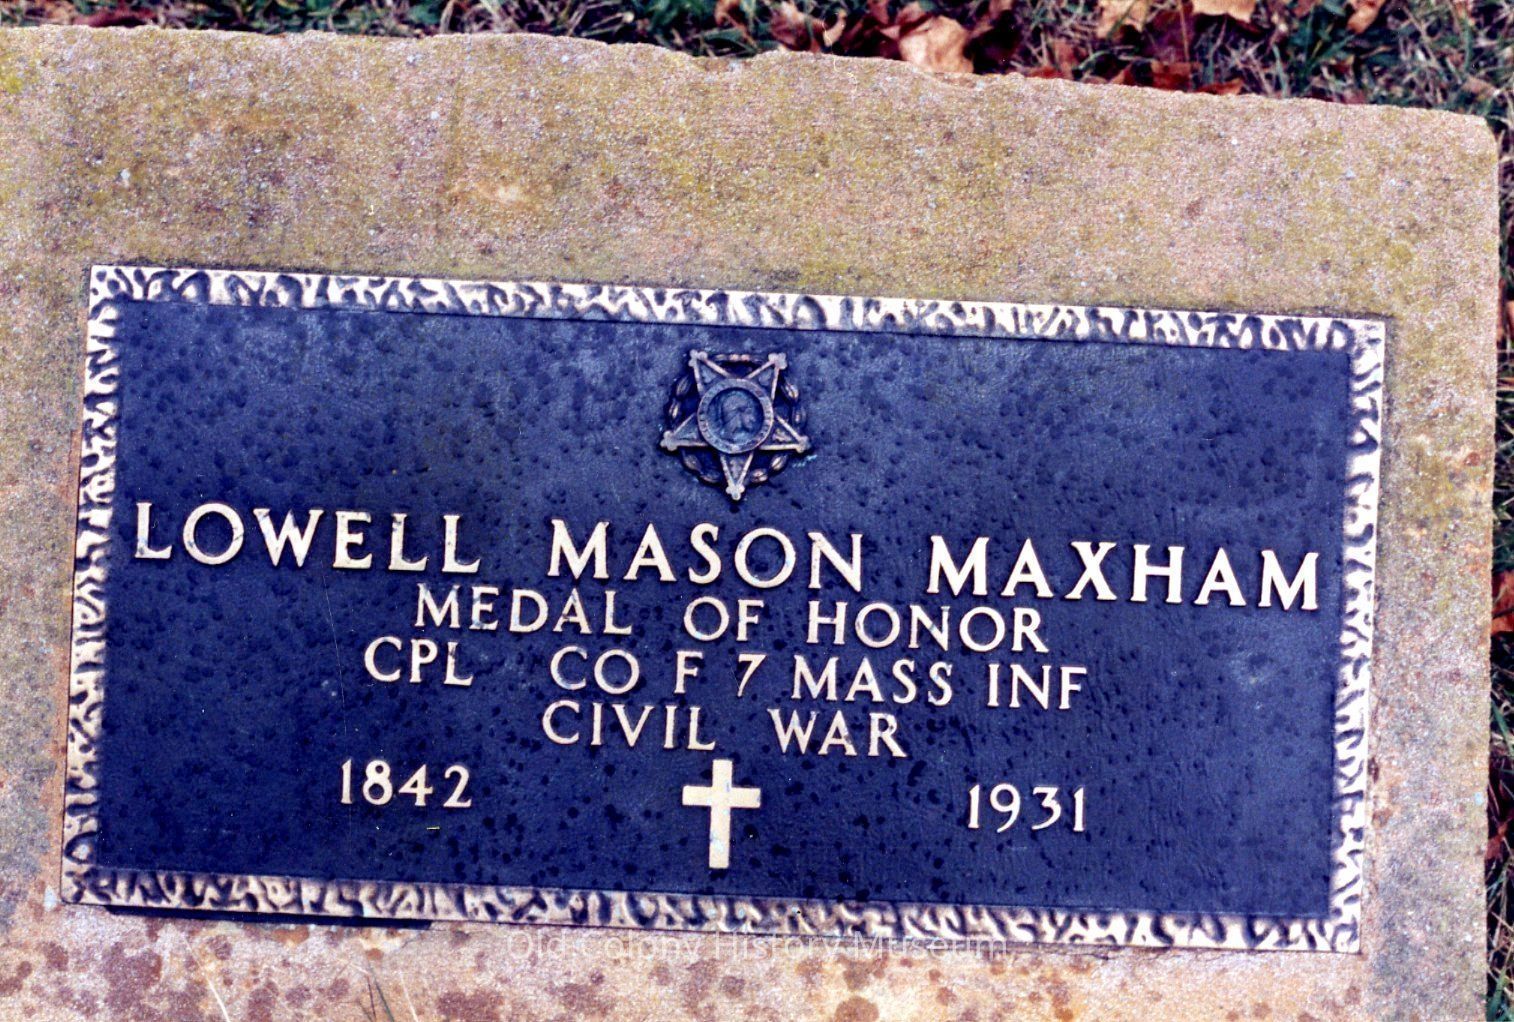 LOWELL MASON MAXHAM
MEDAL OF HONOR
CPL CO F 7 MASS INF
CIVIL WAR
1842 1931
Old Colony History Museum